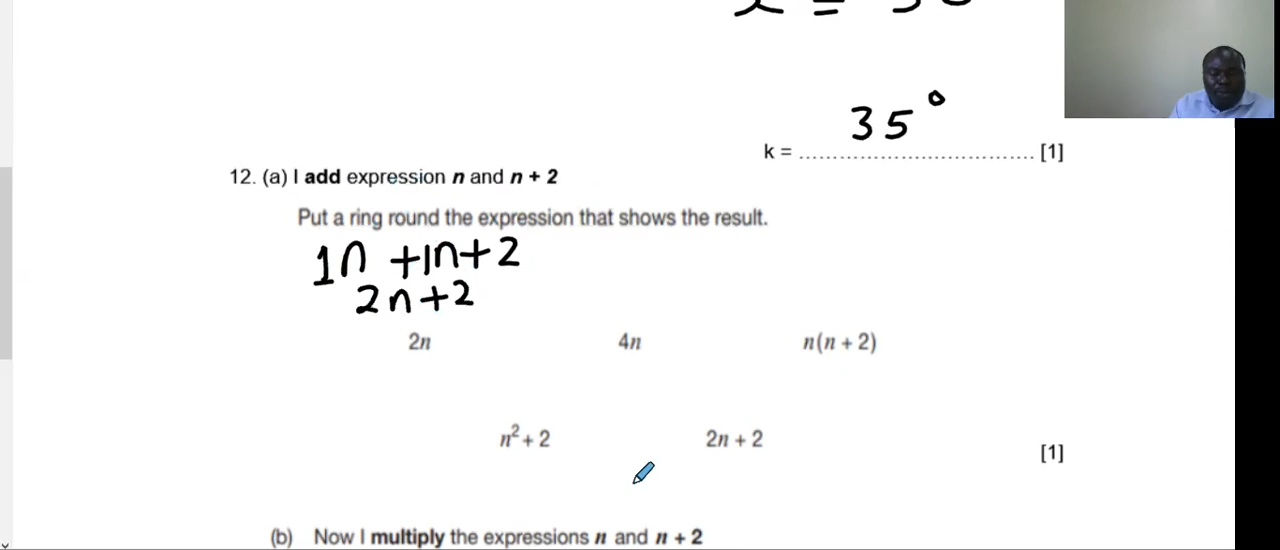 35°
k = ........................................ [1]
12. (a) I add expression n and n + 2
Put a ring round the expression that shows the result.
1n +1n+2
2n+2
2n 4n n(n + 2)
n² + 2 2n + 2 [1]
(b) Now I multiply the expressions n and n + 2